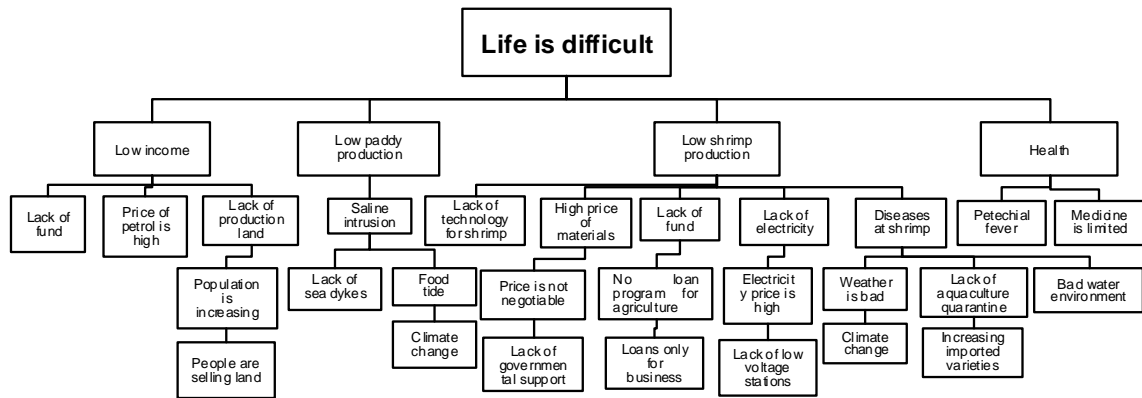 Life is difficult
Low income
Low paddy
production
Low shrimp
production
Health
Lack of
fund
Price of
petrol is
high
Lack of
production
land
Saline
intrusion
Lack of
technology
for shrimp
High price
of
materials
Lack of
fund
Lack of
electricity
Diseases
at shrimp
Petechial
fever
Medicine
is limited
Population
is
increasing
Lack of
sea dykes
Food
tide
Price is not
negotiable
No loan
program for
agriculture
Electricit
y price is
high
Weather
is bad
Lack of
aquaculture
quarantine
Bad water
environment
People are
selling land
Climate
change
Lack of
governmen
tal support
Loans only
for
business
Lack of low
voltage
stations
Climate
change
Increasing
imported
varieties